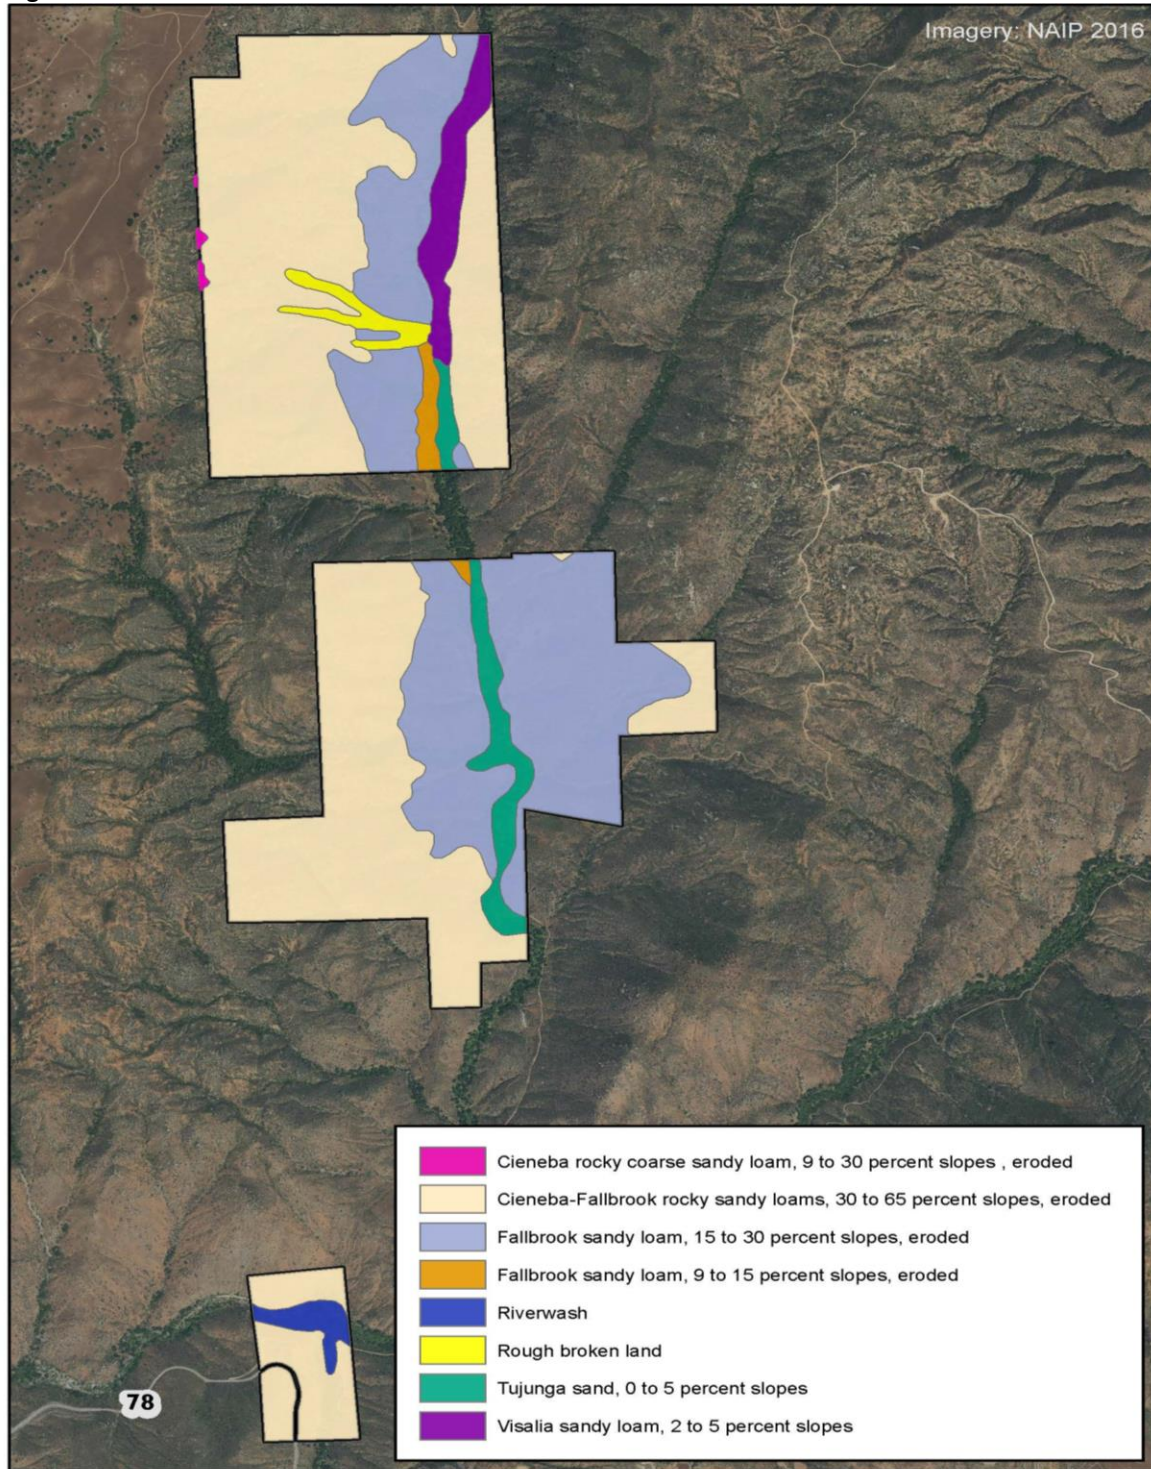 Imagery: NAIP 2016
Cieneba rocky coarse sandy loam, 9 to 30 percent slopes , eroded
Cieneba-Fallbrook rocky sandy loams, 30 to 65 percent slopes, eroded
Fallbrook sandy loam, 15 to 30 percent slopes, eroded
Fallbrook sandy loam, 9 to 15 percent slopes, eroded
Riverwash
Rough broken land
Tujunga sand, 0 to 5 percent slopes
Visalia sandy loam, 2 to 5 percent slopes
78